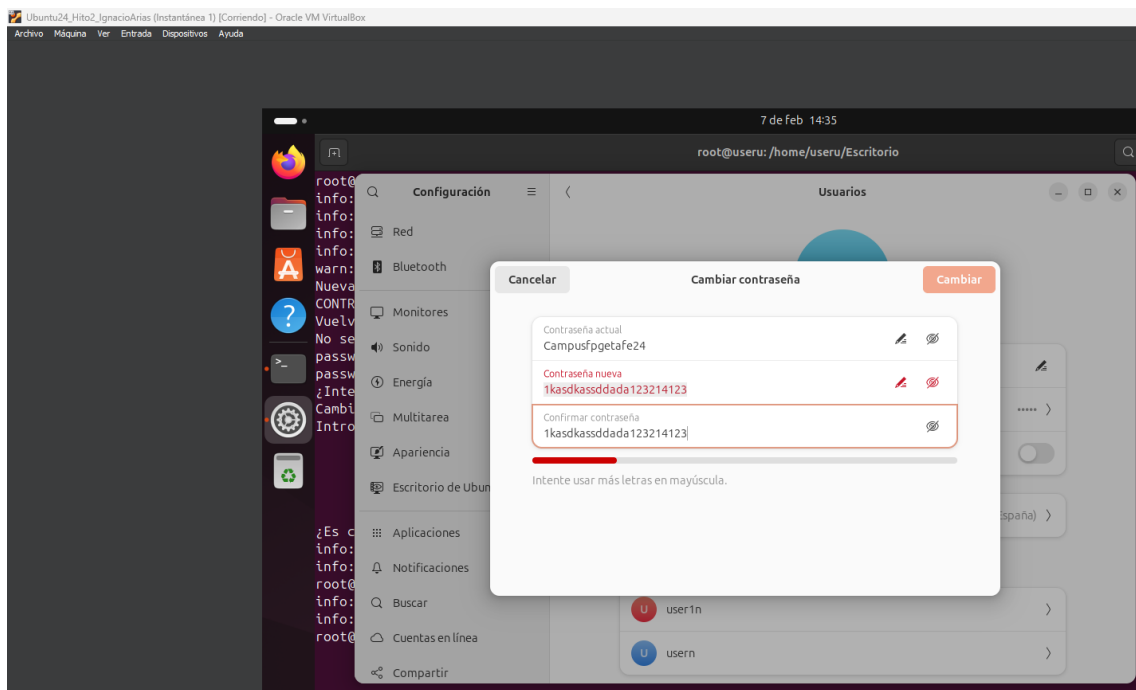 Ubuntu24_Hito2_IgnacioArias (Instantánea 1) [Corriendo] - Oracle VM VirtualBox
Archivo Máquina Ver Entrada Dispositivos Ayuda
7 de feb 14:35
root@useru: /home/useru/Escritorio
root@
info:
info:
info:
info:
warn:
Nueva
CONTR
Vuelv
No se
passw
passw
¿Inte
Cambi
Intro
¿Es c
info:
info:
root@
info:
info:
root@
Configuración
Red
Bluetooth
Monitores
Sonido
Energía
Multitarea
Apariencia
Escritorio de Ubun
Aplicaciones
Notificaciones
Buscar
Cuentas en línea
Compartir
Usuarios
Cancelar
Cambiar contraseña
Cambiar
Contraseña actual
Campusfpgetafe24
Contraseña nueva
1kasdkassddada123214123
Confirmar contraseña
1kasdkassddada123214123
Intente usar más letras en mayúscula.
España)
U user1n
U usern